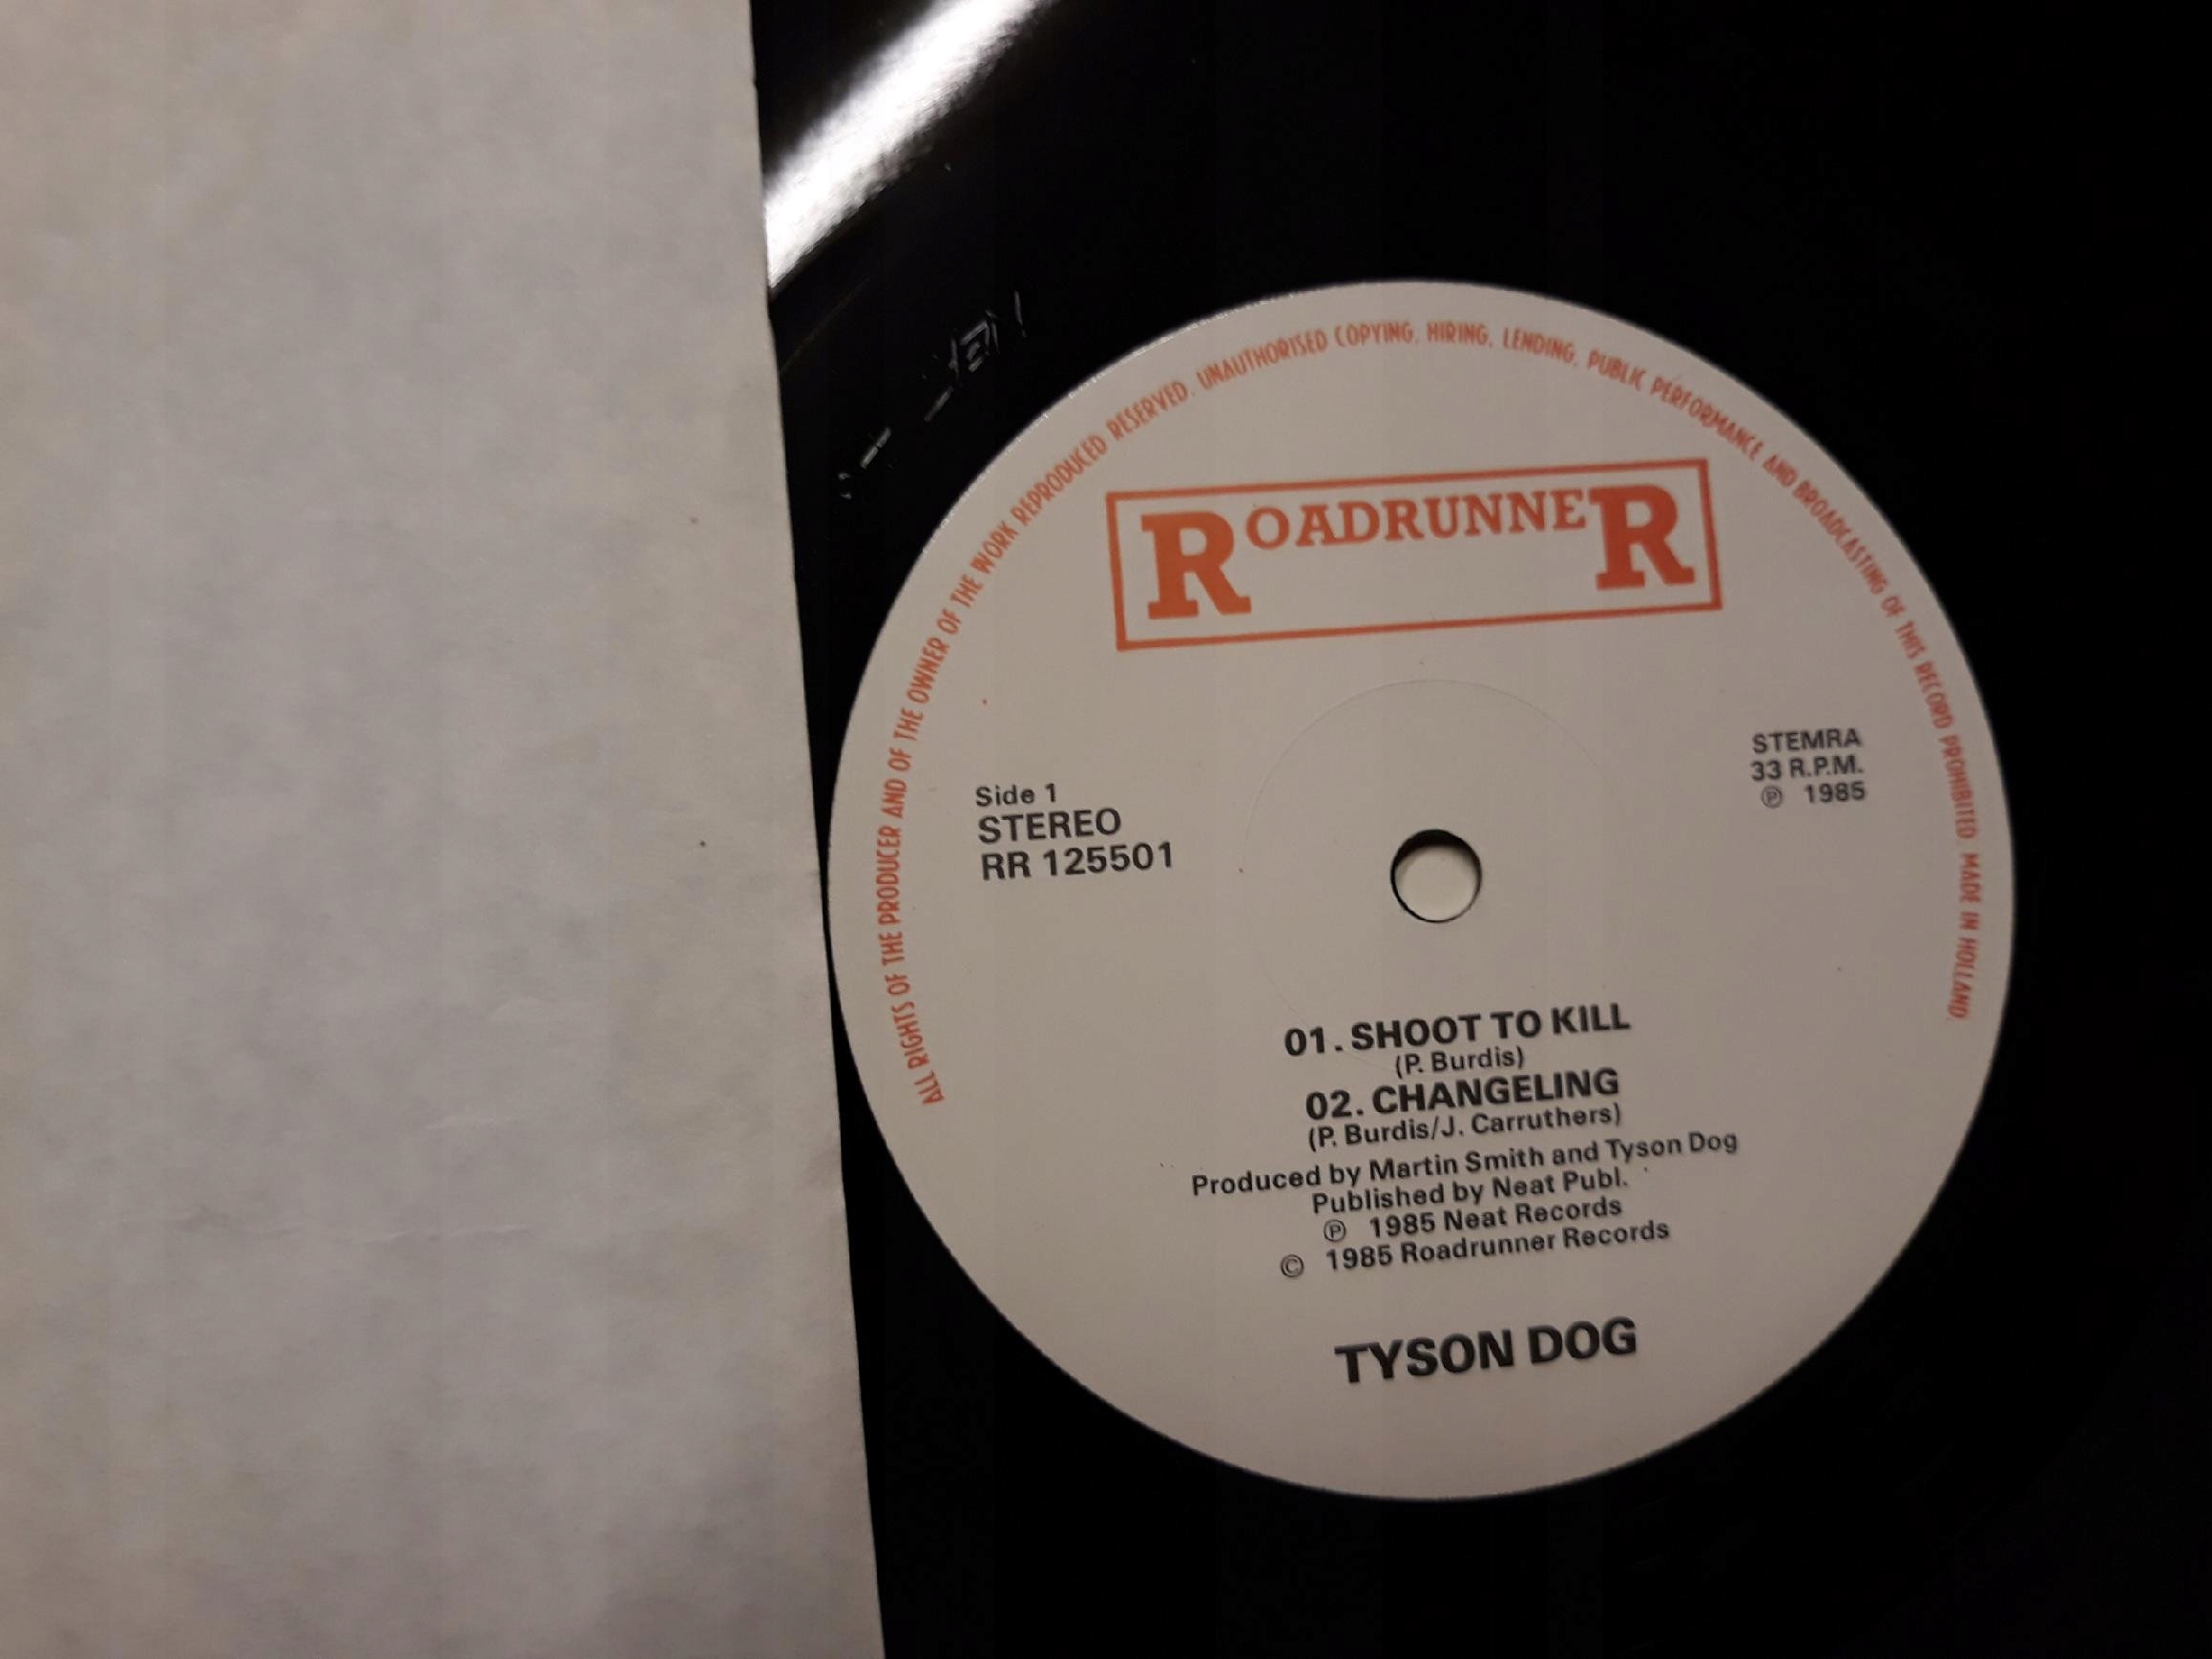 ALL RIGHTS OF THE PRODUCER AND OF THE OWNER OF THE WORK REPRODUCED RESERVED. UNAUTHORISED COPYING, HIRING, LENDING, PUBLIC PERFORMANCE AND BROADCASTING OF THIS RECORD PROHIBITED. MADE IN HOLLAND
ROADRUNNER
Side 1
STEREO
RR 125501
STEMRA
33 R.P.M.
℗ 1985
01. SHOOT TO KILL
(P. Burdis)
02. CHANGELING
(P. Burdis/J. Carruthers)
Produced by Martin Smith and Tyson Dog
Published by Neat Publ.
℗ 1985 Neat Records
© 1985 Roadrunner Records
TYSON DOG